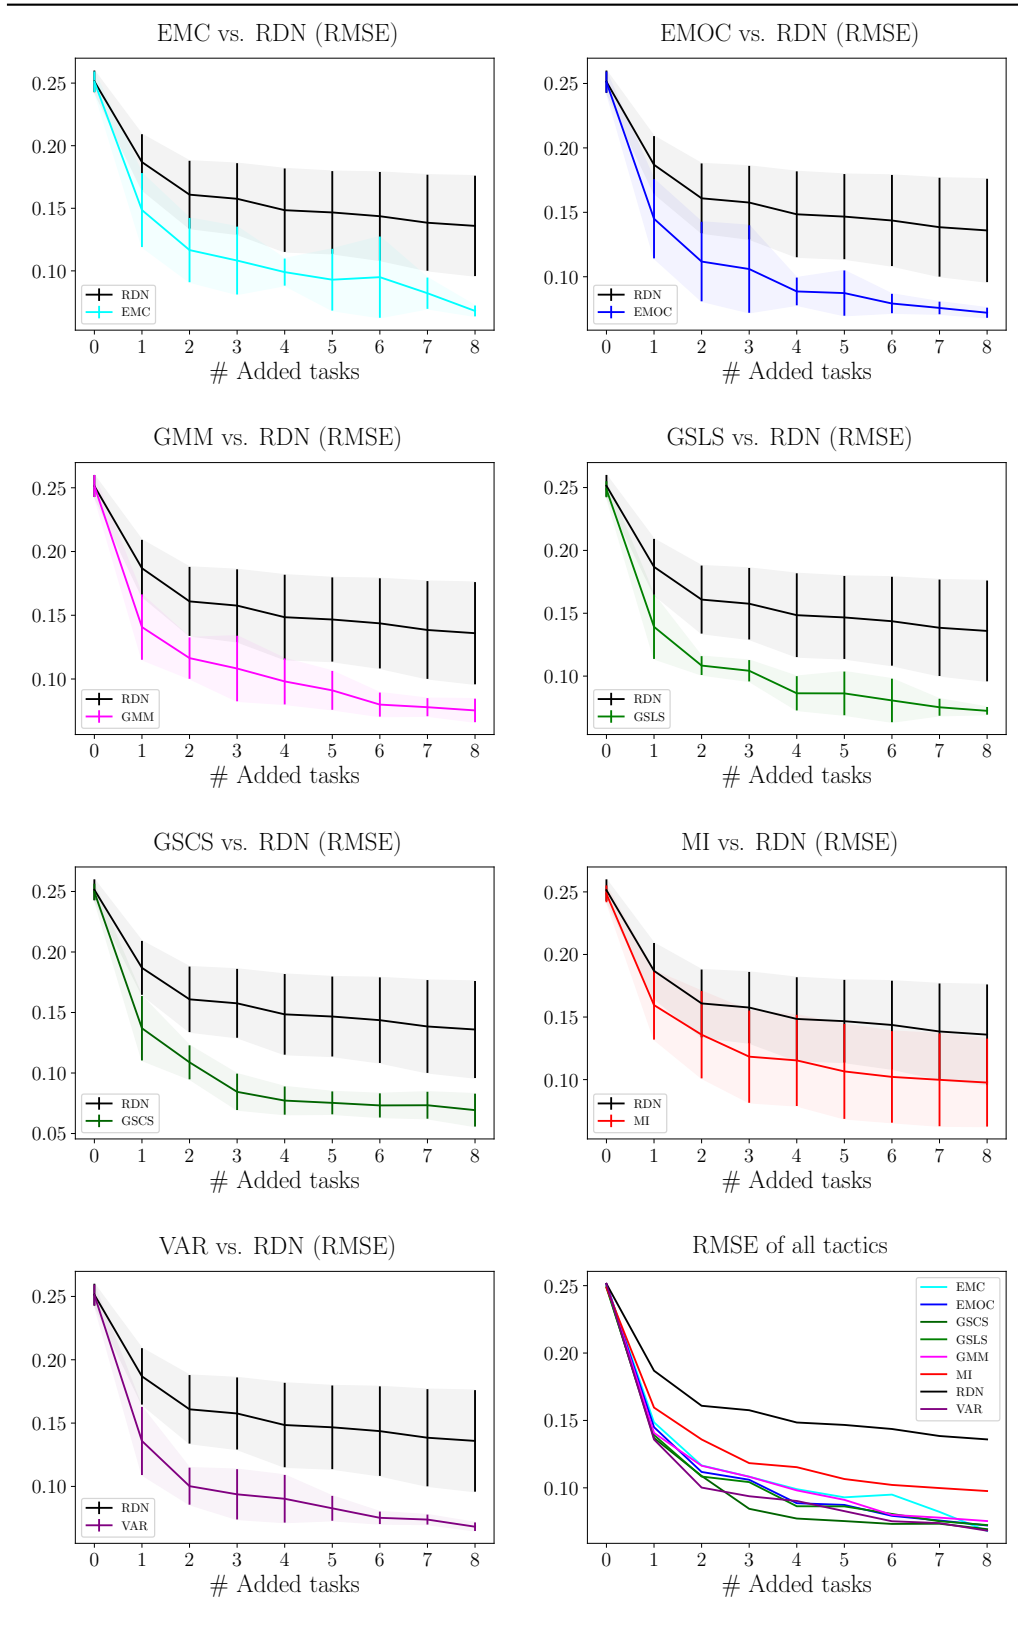 EMC vs. RDN (RMSE)
0.25
0.20
0.15
0.10
RDN
EMC
0 1 2 3 4 5 6 7 8
# Added tasks
EMOC vs. RDN (RMSE)
0.25
0.20
0.15
0.10
RDN
EMOC
0 1 2 3 4 5 6 7 8
# Added tasks
GMM vs. RDN (RMSE)
0.25
0.20
0.15
0.10
RDN
GMM
0 1 2 3 4 5 6 7 8
# Added tasks
GSLS vs. RDN (RMSE)
0.25
0.20
0.15
0.10
RDN
GSLS
0 1 2 3 4 5 6 7 8
# Added tasks
GSCS vs. RDN (RMSE)
0.25
0.20
0.15
0.10
0.05
RDN
GSCS
0 1 2 3 4 5 6 7 8
# Added tasks
MI vs. RDN (RMSE)
0.25
0.20
0.15
0.10
RDN
MI
0 1 2 3 4 5 6 7 8
# Added tasks
VAR vs. RDN (RMSE)
0.25
0.20
0.15
0.10
RDN
VAR
0 1 2 3 4 5 6 7 8
# Added tasks
RMSE of all tactics
0.25
0.20
0.15
0.10
EMC
EMOC
GSCS
GSLS
GMM
MI
RDN
VAR
0 1 2 3 4 5 6 7 8
# Added tasks